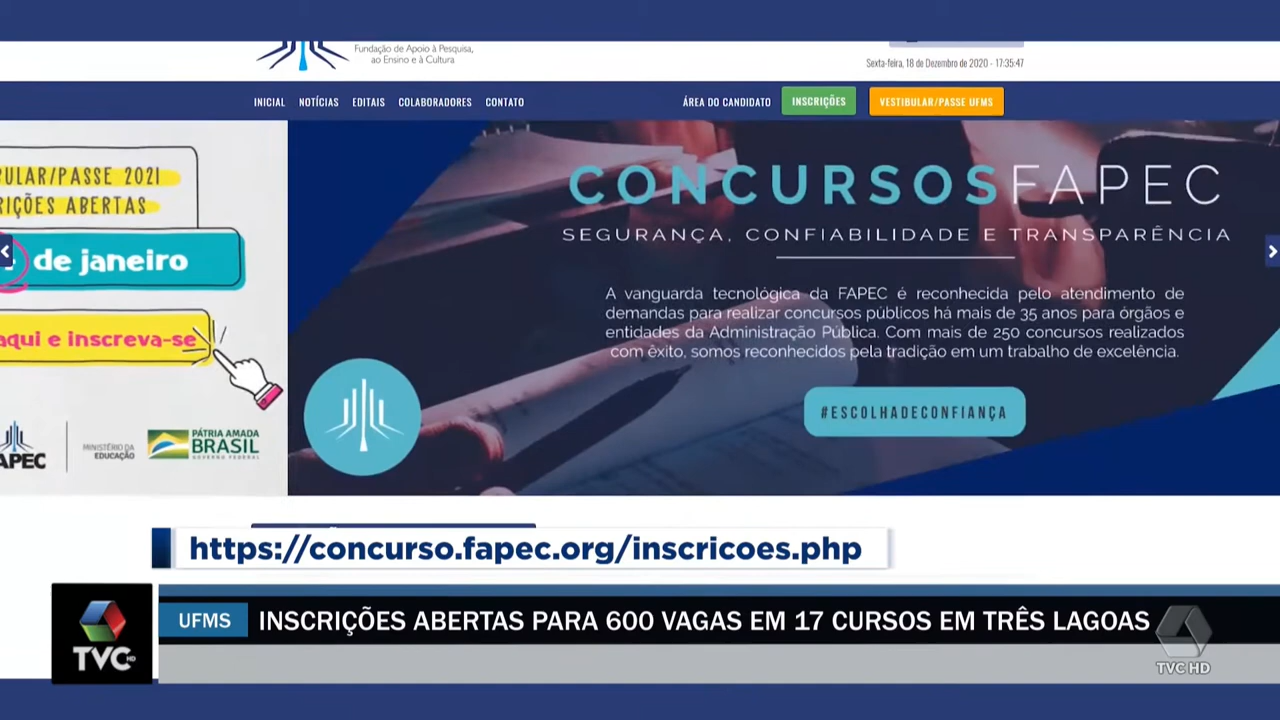 Fundação de Apoio à Pesquisa,
ao Ensino e à Cultura
Sexta-feira, 18 de Dezembro de 2020 - 17:35:47
INICIAL NOTÍCIAS EDITAIS COLABORADORES CONTATO ÁREA DO CANDIDATO INSCRIÇÕES VESTIBULAR/PASSE UFMS
ULAR/PASSE 2021
RIÇÕES ABERTAS
de janeiro
aqui e inscreva-se
APEC
MINISTÉRIO DA
EDUCAÇÃO
PÁTRIA AMADA
BRASIL
GOVERNO FEDERAL
CONCURSOSFAPEC
SEGURANÇA, CONFIABILIDADE E TRANSPARÊNCIA
A vanguarda tecnológica da FAPEC é reconhecida pelo atendimento de
demandas para realizar concursos públicos há mais de 35 anos para órgãos e
entidades da Administração Pública. Com mais de 250 concursos realizados
com êxito, somos reconhecidos pela tradição em um trabalho de excelência.
#ESCOLHADECONFIANÇA
https://concurso.fapec.org/inscricoes.php
UFMS INSCRIÇÕES ABERTAS PARA 600 VAGAS EM 17 CURSOS EM TRÊS LAGOAS
TVC HD
TVC HD